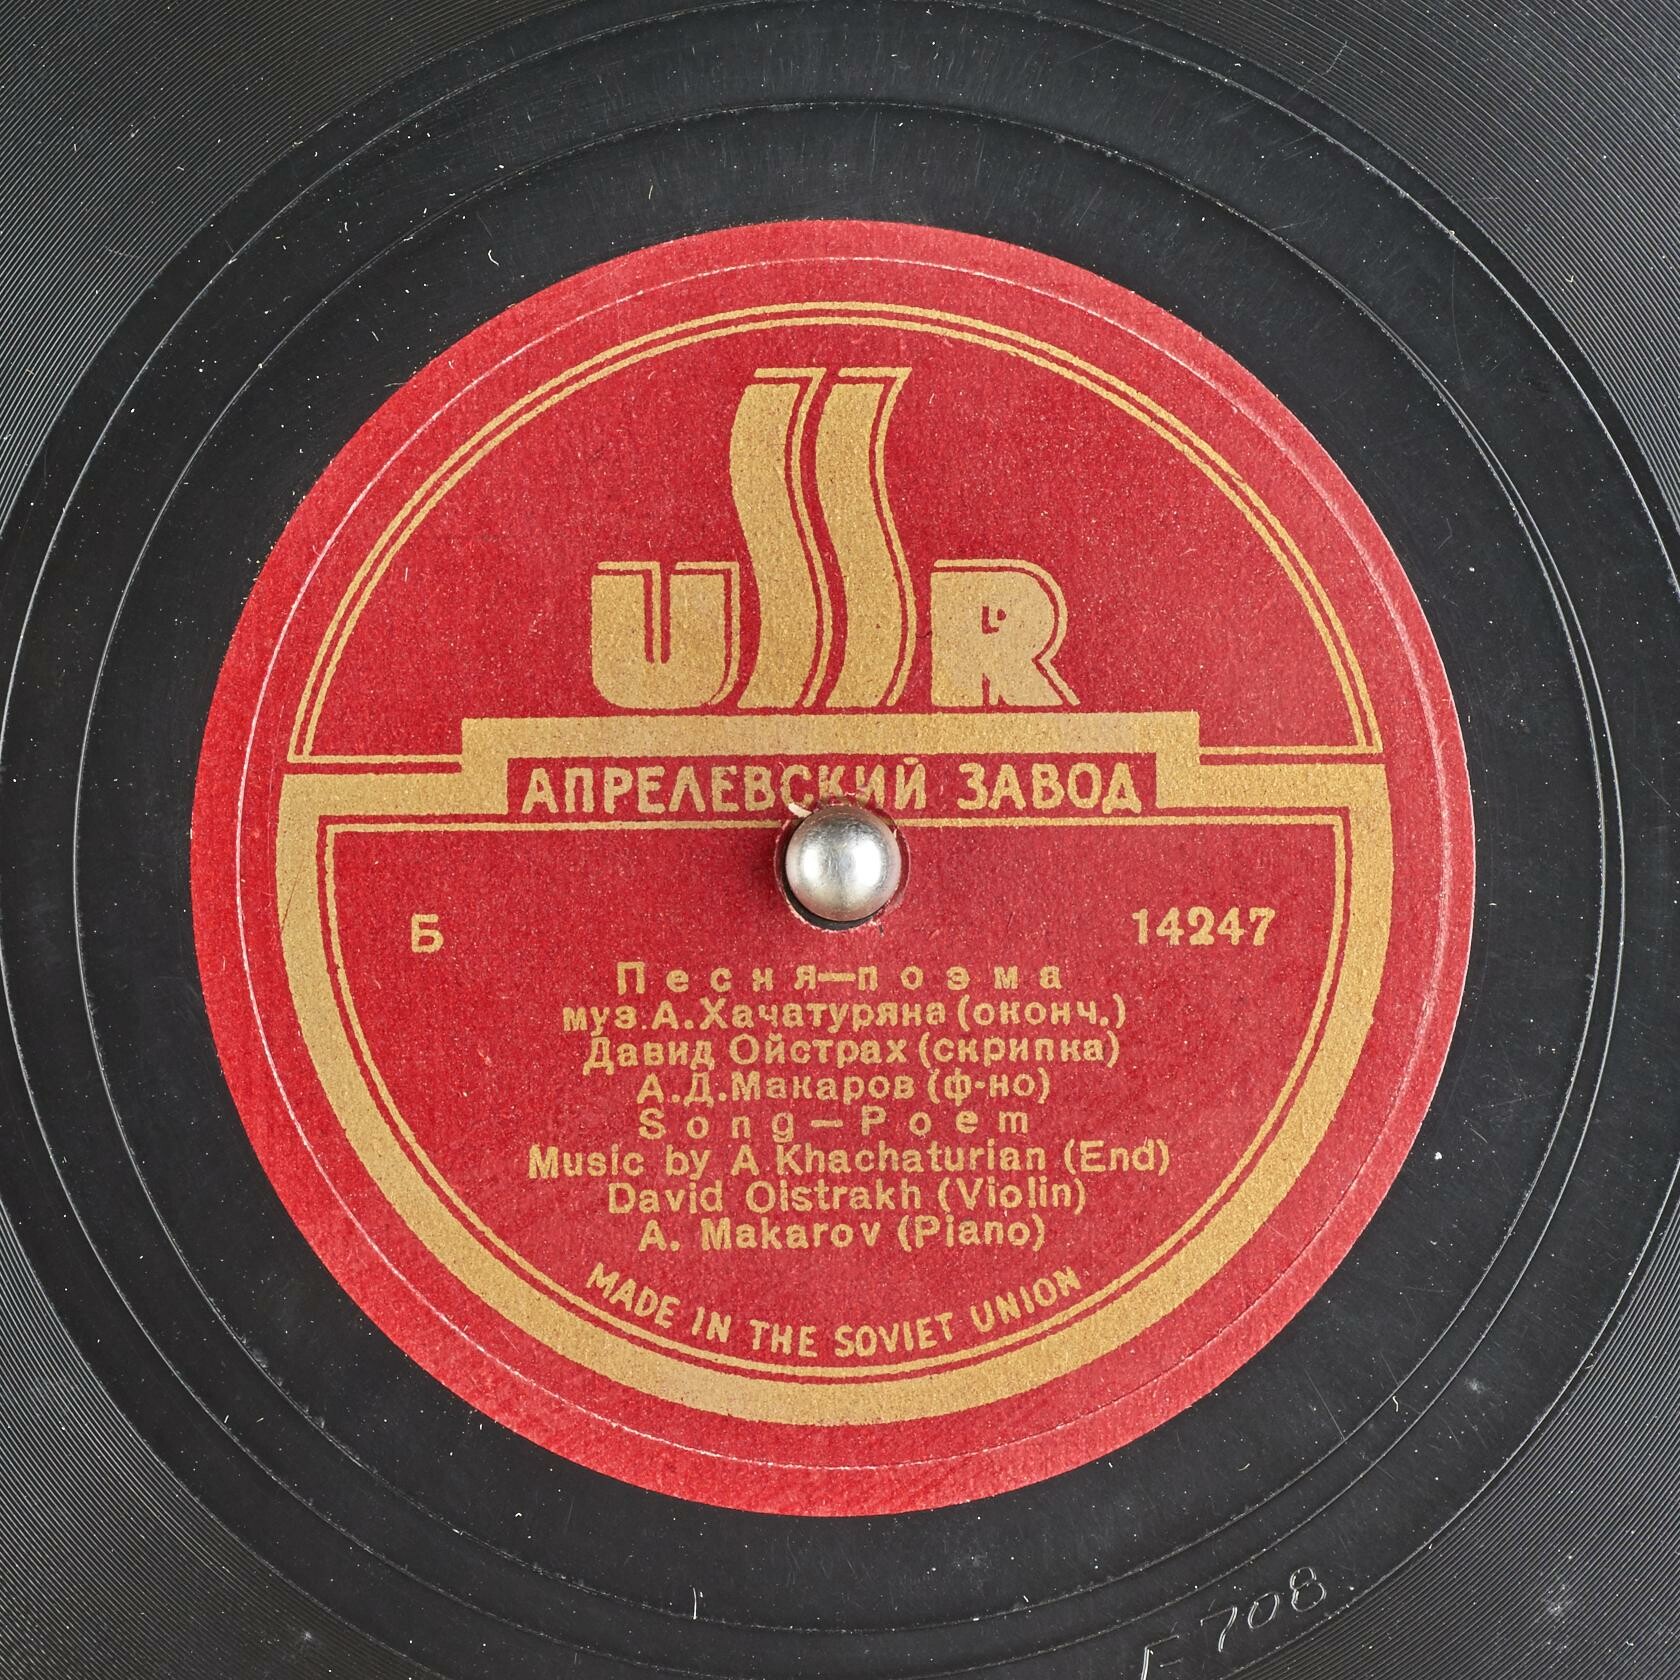 USSR
АПРЕЛЕВСКИЙ ЗАВОД
Б 14247
Песня—поэма
муз.А.Хачатуряна (оконч.)
Давид Ойстрах (скрипка)
А.Д.Макаров (ф-но)
Song—Poem
Music by A Khachaturian (End)
David Oistrakh (Violin)
A. Makarov (Piano)
MADE IN THE SOVIET UNION
708